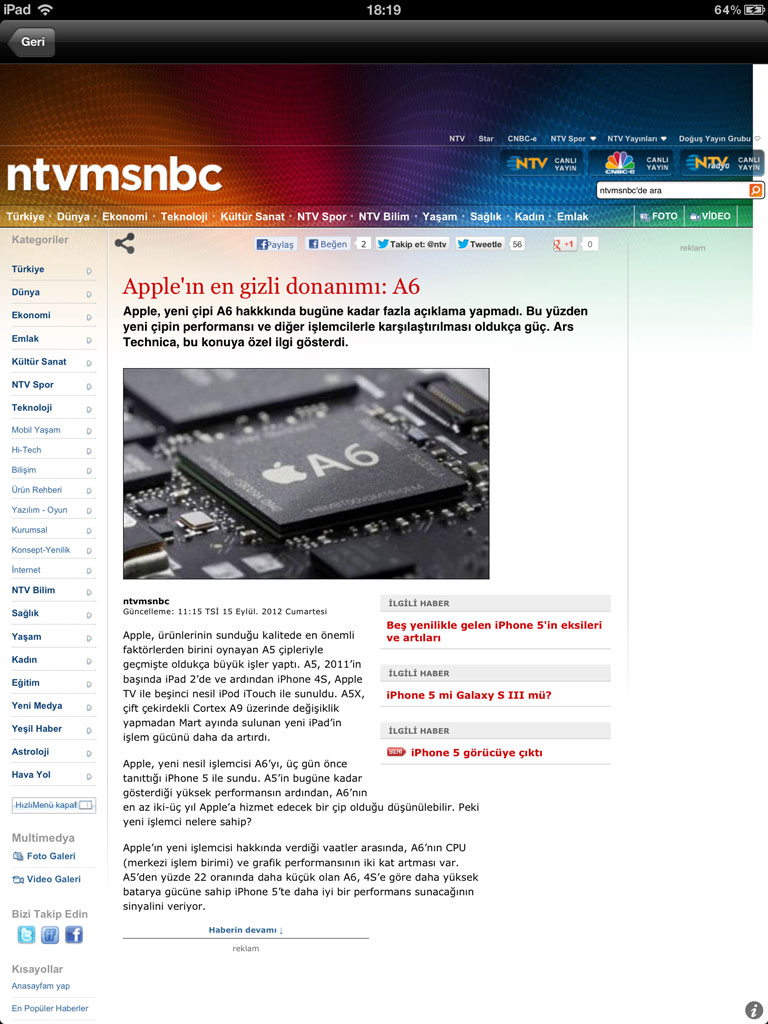 iPad 18:19 64%
Geri
NTV Star CNBC-e NTV Spor NTV Yayınları Doğuş Yayın Grubu
ntvmsnbc
NTV CANLI YAYIN CNBC-E CANLI YAYIN NTV radyo CANLI YAYIN
ntvmsnbc'de ara
Türkiye · Dünya · Ekonomi · Teknoloji · Kültür Sanat · NTV Spor · NTV Bilim · Yaşam · Sağlık · Kadın · Emlak FOTO VİDEO
Kategoriler
Türkiye
Dünya
Ekonomi
Emlak
Kültür Sanat
NTV Spor
Teknoloji
Mobil Yaşam
Hi-Tech
Bilişim
Ürün Rehberi
Yazılım - Oyun
Kurumsal
Konsept-Yenilik
İnternet
NTV Bilim
Sağlık
Yaşam
Kadın
Eğitim
Yeni Medya
Yeşil Haber
Astroloji
Hava Yol
HızlıMenü kapat
Multimedya
Foto Galeri
Video Galeri
Bizi Takip Edin
Kısayollar
Anasayfam yap
En Popüler Haberler
Paylaş Beğen 2 Takip et: @ntv Tweetle 56 +1 0
reklam
Apple'ın en gizli donanımı: A6
Apple, yeni çipi A6 hakkkında bugüne kadar fazla açıklama yapmadı. Bu yüzden
yeni çipin performansı ve diğer işlemcilerle karşılaştırılması oldukça güç. Ars
Technica, bu konuya özel ilgi gösterdi.
A6
ntvmsnbc
Güncelleme: 11:15 TSİ 15 Eylül. 2012 Cumartesi
Apple, ürünlerinin sunduğu kalitede en önemli
faktörlerden birini oynayan A5 çipleriyle
geçmişte oldukça büyük işler yaptı. A5, 2011'in
başında iPad 2'de ve ardından iPhone 4S, Apple
TV ile beşinci nesil iPod iTouch ile sunuldu. A5X,
çift çekirdekli Cortex A9 üzerinde değişiklik
yapmadan Mart ayında sulunan yeni iPad'in
işlem gücünü daha da artırdı.
Apple, yeni nesil işlemcisi A6'yı, üç gün önce
tanıttığı iPhone 5 ile sundu. A5'in bugüne kadar
gösterdiği yüksek performansın ardından, A6'nın
en az iki-üç yıl Apple'a hizmet edecek bir çip olduğu düşünülebilir. Peki
yeni işlemci nelere sahip?
Apple'ın yeni işlemcisi hakkında verdiği vaatler arasında, A6'nın CPU
(merkezi işlem birimi) ve grafik performansının iki kat artması var.
A5'den yüzde 22 oranında daha küçük olan A6, 4S'e göre daha yüksek
batarya gücüne sahip iPhone 5'te daha iyi bir performans sunacağının
sinyalini veriyor.
Haberin devamı ↓
reklam
İLGİLİ HABER
Beş yenilikle gelen iPhone 5'in eksileri
ve artıları
İLGİLİ HABER
iPhone 5 mi Galaxy S III mü?
İLGİLİ HABER
iPhone 5 görücüye çıktı